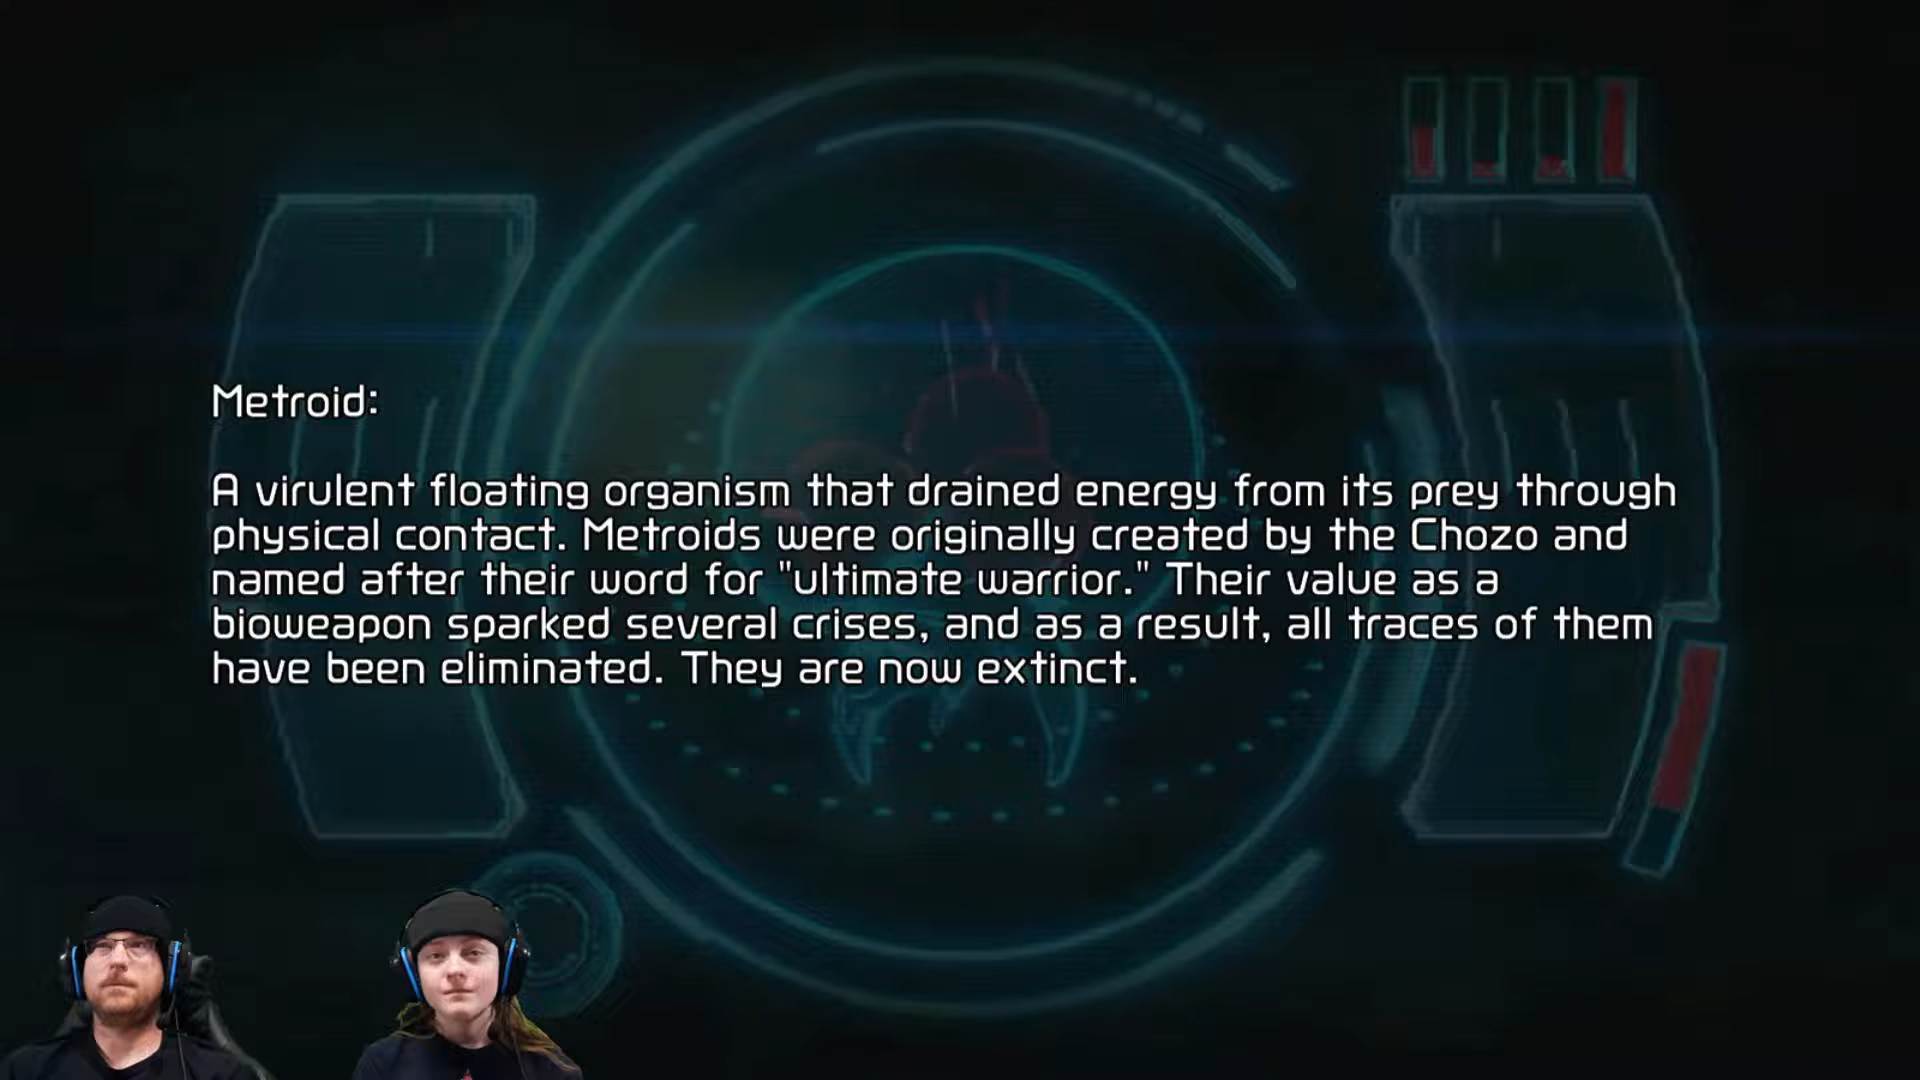 Metroid:
A virulent floating organism that drained energy from its prey through
physical contact. Metroids were originally created by the Chozo and
named after their word for "ultimate warrior." Their value as a
bioweapon sparked several crises, and as a result, all traces of them
have been eliminated. They are now extinct.